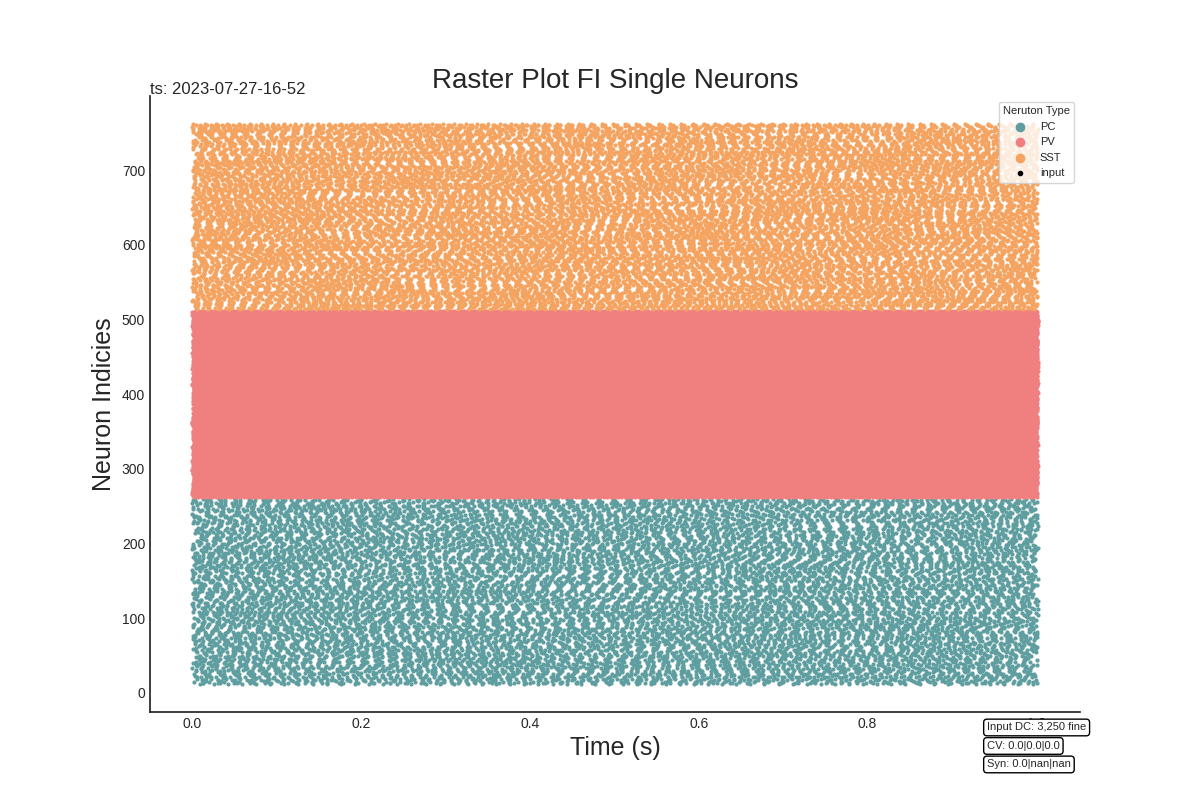 Raster Plot FI Single Neurons
ts: 2023-07-27-16-52
Neruton Type
PC
PV
SST
input
Neuron Indicies
700
600
500
400
300
200
100
0
0.0
0.2
0.4
0.6
0.8
Time (s)
Input DC: 3,250 fine
CV: 0.0|0.0|0.0
Syn: 0.0|nan|nan